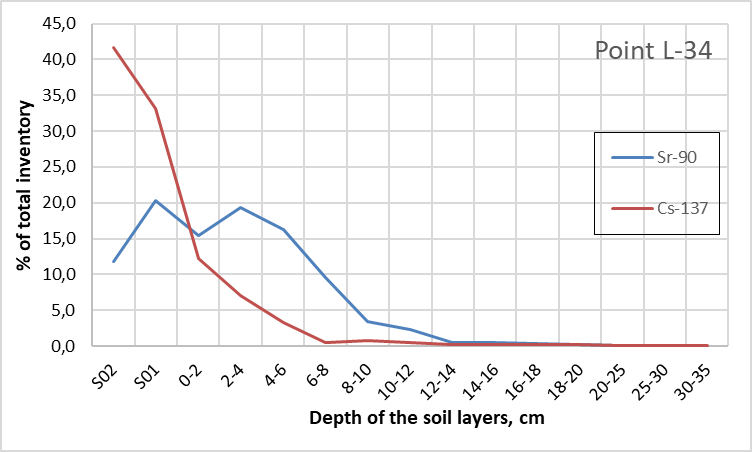 Point L-34
45,0
40,0
35,0
30,0
25,0
20,0
15,0
10,0
5,0
0,0
% of total inventory
Sr-90
Cs-137
S02 S01 0-2 2-4 4-6 6-8 8-10 10-12 12-14 14-16 16-18 18-20 20-25 25-30 30-35
Depth of the soil layers, cm